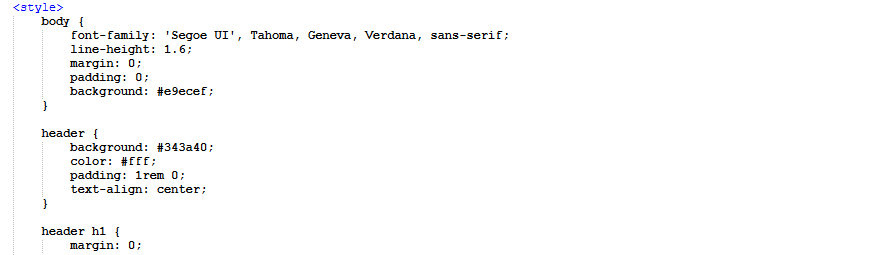 <style>
body {
font-family: 'Segoe UI', Tahoma, Geneva, Verdana, sans-serif;
line-height: 1.6;
margin: 0;
padding: 0;
background: #e9ecef;
}
header {
background: #343a40;
color: #fff;
padding: 1rem 0;
text-align: center;
}
header h1 {
margin: 0;